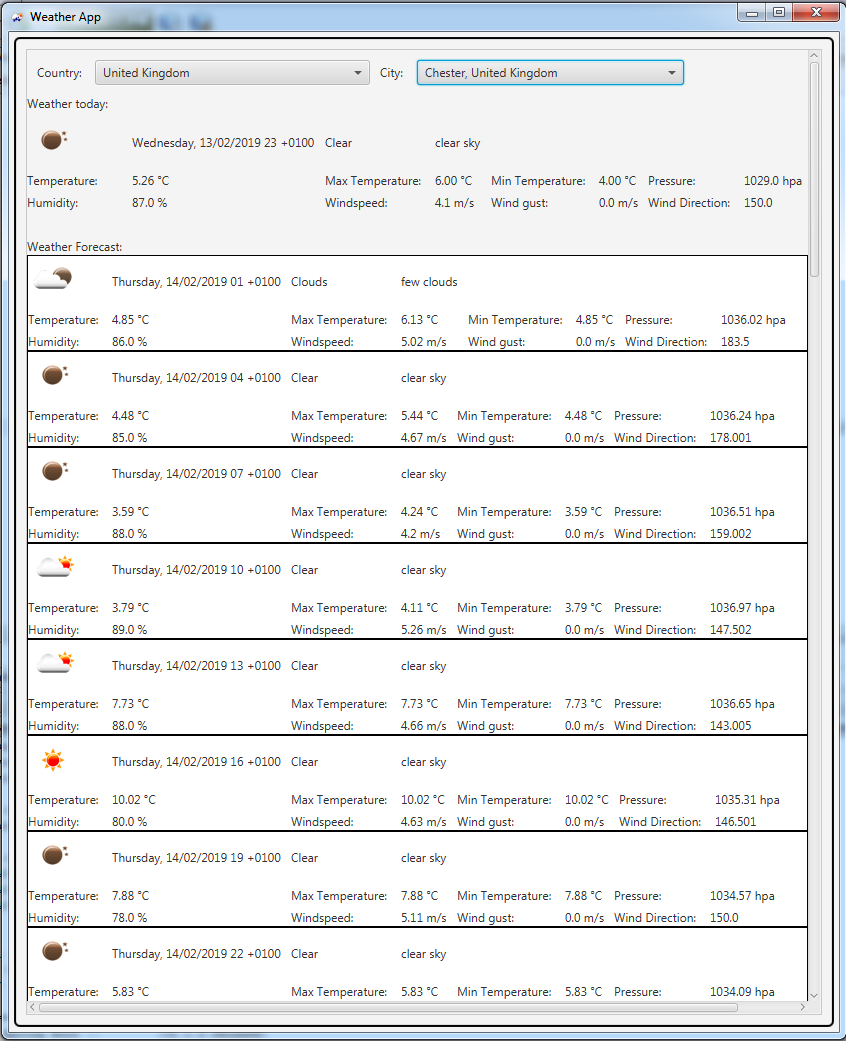 Weather App
Country: United Kingdom City: Chester, United Kingdom
Weather today:
Wednesday, 13/02/2019 23 +0100 Clear clear sky
Temperature: 5.26 °C Max Temperature: 6.00 °C Min Temperature: 4.00 °C Pressure: 1029.0 hpa
Humidity: 87.0 % Windspeed: 4.1 m/s Wind gust: 0.0 m/s Wind Direction: 150.0
Weather Forecast:
Thursday, 14/02/2019 01 +0100 Clouds few clouds
Temperature: 4.85 °C Max Temperature: 6.13 °C Min Temperature: 4.85 °C Pressure: 1036.02 hpa
Humidity: 86.0 % Windspeed: 5.02 m/s Wind gust: 0.0 m/s Wind Direction: 183.5
Thursday, 14/02/2019 04 +0100 Clear clear sky
Temperature: 4.48 °C Max Temperature: 5.44 °C Min Temperature: 4.48 °C Pressure: 1036.24 hpa
Humidity: 85.0 % Windspeed: 4.67 m/s Wind gust: 0.0 m/s Wind Direction: 178.001
Thursday, 14/02/2019 07 +0100 Clear clear sky
Temperature: 3.59 °C Max Temperature: 4.24 °C Min Temperature: 3.59 °C Pressure: 1036.51 hpa
Humidity: 88.0 % Windspeed: 4.2 m/s Wind gust: 0.0 m/s Wind Direction: 159.002
Thursday, 14/02/2019 10 +0100 Clear clear sky
Temperature: 3.79 °C Max Temperature: 4.11 °C Min Temperature: 3.79 °C Pressure: 1036.97 hpa
Humidity: 89.0 % Windspeed: 5.26 m/s Wind gust: 0.0 m/s Wind Direction: 147.502
Thursday, 14/02/2019 13 +0100 Clear clear sky
Temperature: 7.73 °C Max Temperature: 7.73 °C Min Temperature: 7.73 °C Pressure: 1036.65 hpa
Humidity: 88.0 % Windspeed: 4.66 m/s Wind gust: 0.0 m/s Wind Direction: 143.005
Thursday, 14/02/2019 16 +0100 Clear clear sky
Temperature: 10.02 °C Max Temperature: 10.02 °C Min Temperature: 10.02 °C Pressure: 1035.31 hpa
Humidity: 80.0 % Windspeed: 4.63 m/s Wind gust: 0.0 m/s Wind Direction: 146.501
Thursday, 14/02/2019 19 +0100 Clear clear sky
Temperature: 7.88 °C Max Temperature: 7.88 °C Min Temperature: 7.88 °C Pressure: 1034.57 hpa
Humidity: 78.0 % Windspeed: 5.11 m/s Wind gust: 0.0 m/s Wind Direction: 150.0
Thursday, 14/02/2019 22 +0100 Clear clear sky
Temperature: 5.83 °C Max Temperature: 5.83 °C Min Temperature: 5.83 °C Pressure: 1034.09 hpa